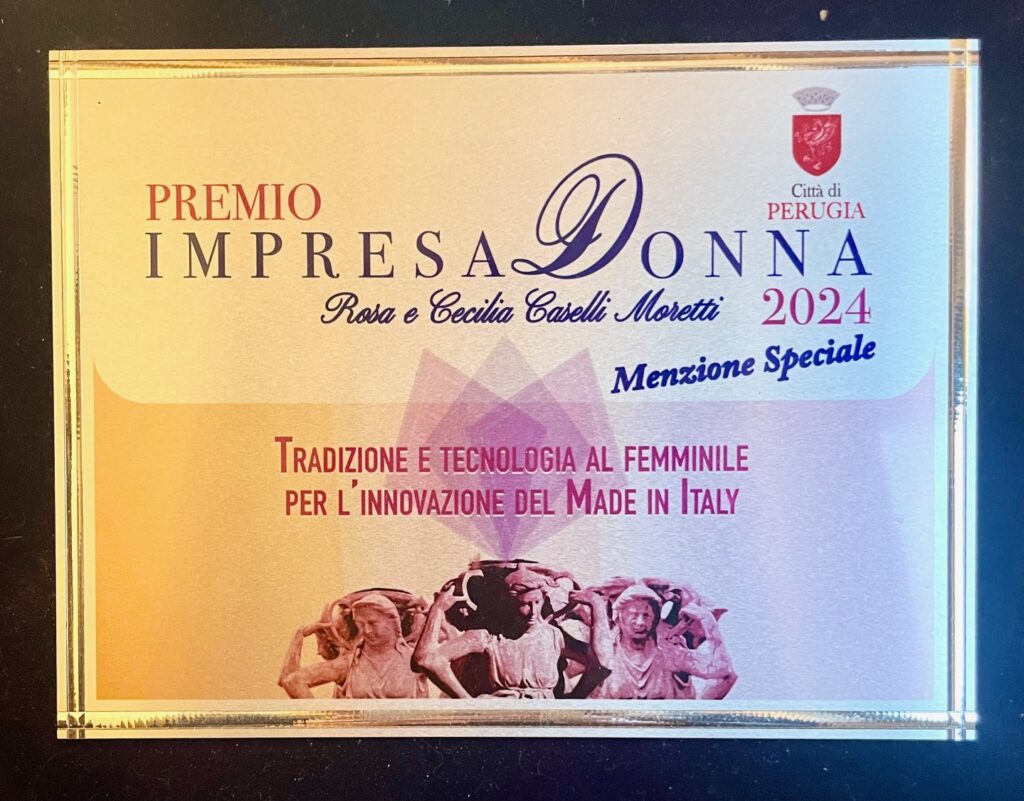 Città di
PERUGIA
PREMIO
IMPRESADONNA
Rosa e Cecilia Caselli Moretti 2024
Menzione Speciale
TRADIZIONE E TECNOLOGIA AL FEMMINILE
PER L'INNOVAZIONE DEL MADE IN ITALY